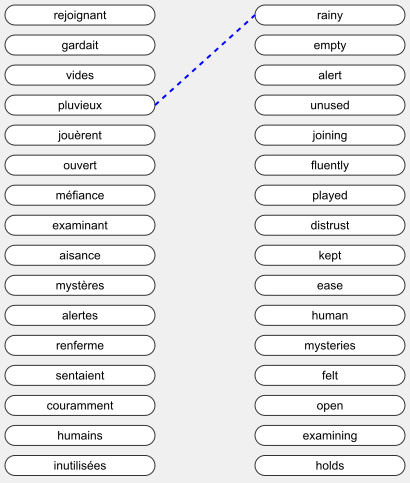 rejoignant rainy
gardait empty
vides alert
pluvieux unused
jouèrent joining
ouvert fluently
méfiance played
examinant distrust
aisance kept
mystères ease
alertes human
renferme mysteries
sentaient felt
couramment open
humains examining
inutilisées holds